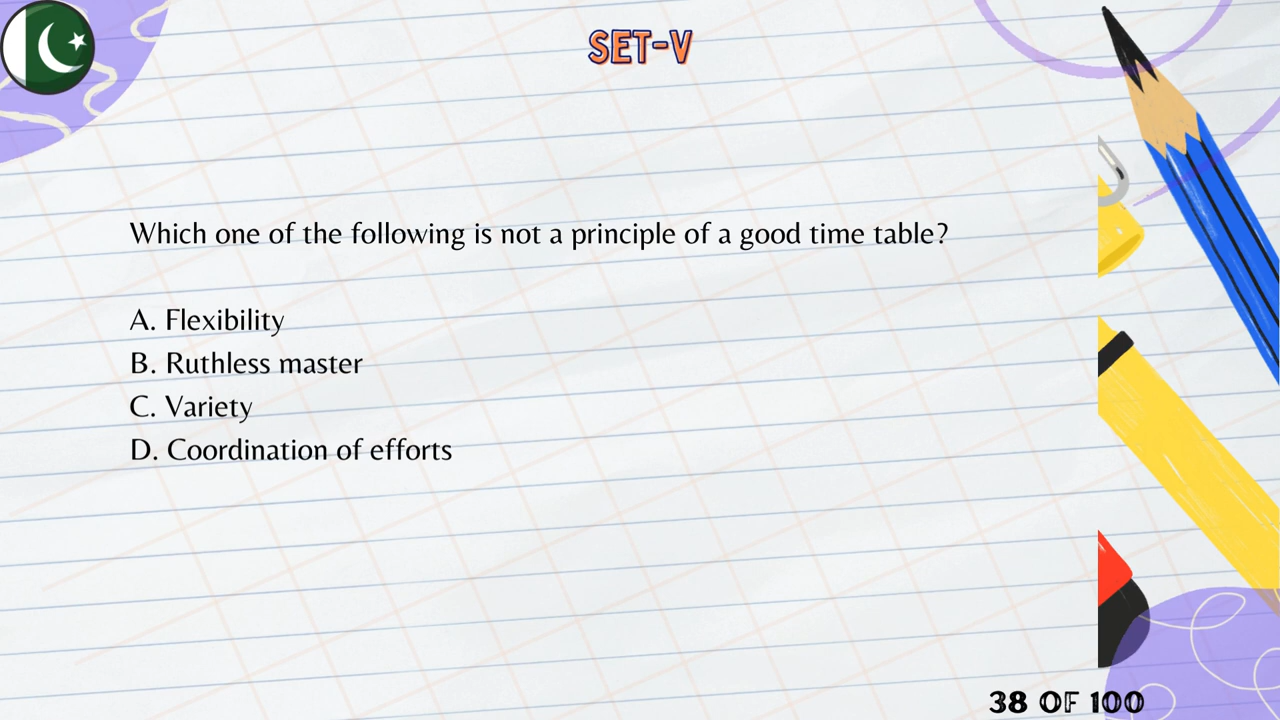 SET-V
Which one of the following is not a principle of a good time table?
A. Flexibility
B. Ruthless master
C. Variety
D. Coordination of efforts
38 OF 100